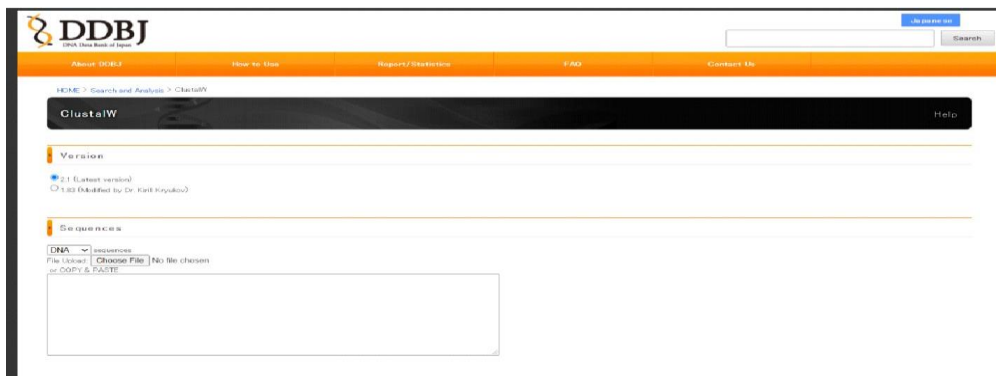 DDBJ
DNA Data Bank of Japan
Japanese
Search
About DDBJ How to Use Report/Statistics FAQ Contact Us
HOME > Search and Analysis > ClustalW
ClustalW Help
Version
2.1 (Latest version)
1.83 (Modified by Dr. Kirill Kryukov)
Sequences
DNA sequences
File Upload: Choose File No file chosen
or COPY & PASTE